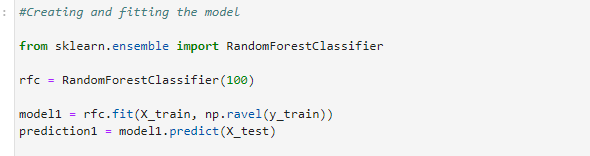 #Creating and fitting the model
from sklearn.ensemble import RandomForestClassifier
rfc = RandomForestClassifier(100)
model1 = rfc.fit(X_train, np.ravel(y_train))
prediction1 = model1.predict(X_test)